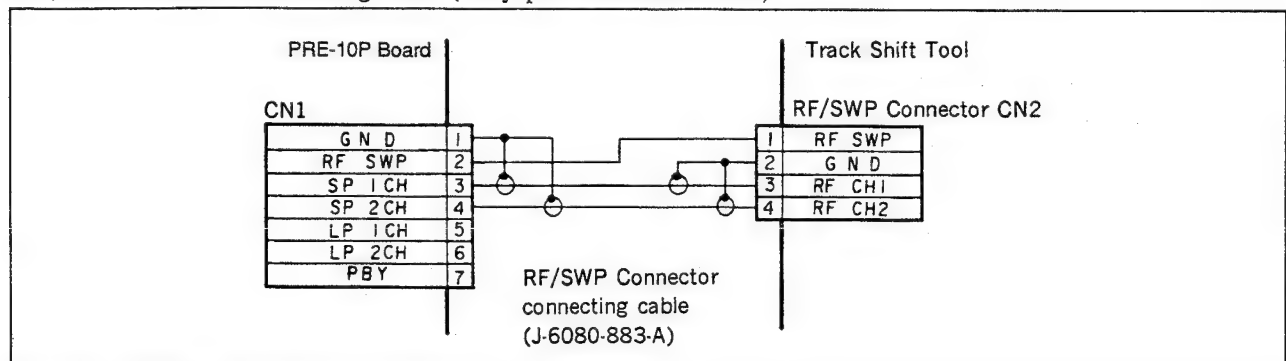 PRE-10P Board
Track Shift Tool
CN1
RF/SWP Connector CN2
GND 1
RF SWP 2
SP 1CH 3
SP 2CH 4
LP 1CH 5
LP 2CH 6
PBY 7
1 RF SWP
2 GND
3 RF CH1
4 RF CH2
RF/SWP Connector
connecting cable
(J-6080-883-A)